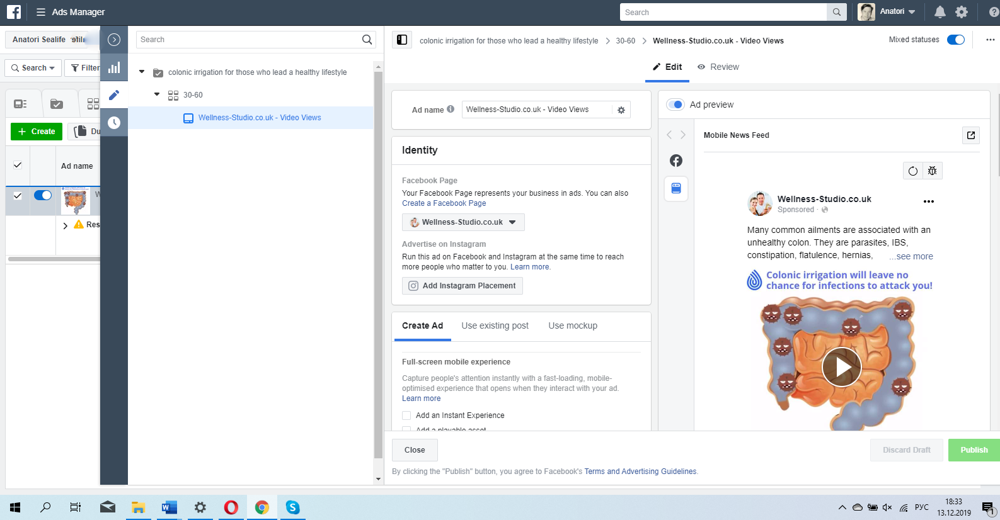 Ads Manager
Search
Anatori
Anatori Sealife
Search
Filter
Create
Du
Ad name
W
Res
Search
colonic irrigation for those who lead a healthy lifestyle
30-60
Wellness-Studio.co.uk - Video Views
colonic irrigation for those who lead a healthy lifestyle
30-60
Wellness-Studio.co.uk - Video Views
Mixed statuses
Edit
Review
Ad name
Wellness-Studio.co.uk - Video Views
Identity
Facebook Page
Your Facebook Page represents your business in ads. You can also
Create a Facebook Page
Wellness-Studio.co.uk
Advertise on Instagram
Run this ad on Facebook and Instagram at the same time to reach
more people who matter to you. Learn more.
Add Instagram Placement
Create Ad
Use existing post
Use mockup
Full-screen mobile experience
Capture people's attention instantly with a fast-loading, mobile-
optimised experience that opens when they interact with your ad.
Learn more
Add an Instant Experience
Add a playable asset
Ad preview
Mobile News Feed
Wellness-Studio.co.uk
Sponsored ·
Many common ailments are associated with an
unhealthy colon. They are parasites, IBS,
constipation, flatulence, hernias, ...see more
Colonic irrigation will leave no
chance for infections to attack you!
Close
Discard Draft
Publish
By clicking the "Publish" button, you agree to Facebook's Terms and Advertising Guidelines.
РУС
18:33
13.12.2019
1